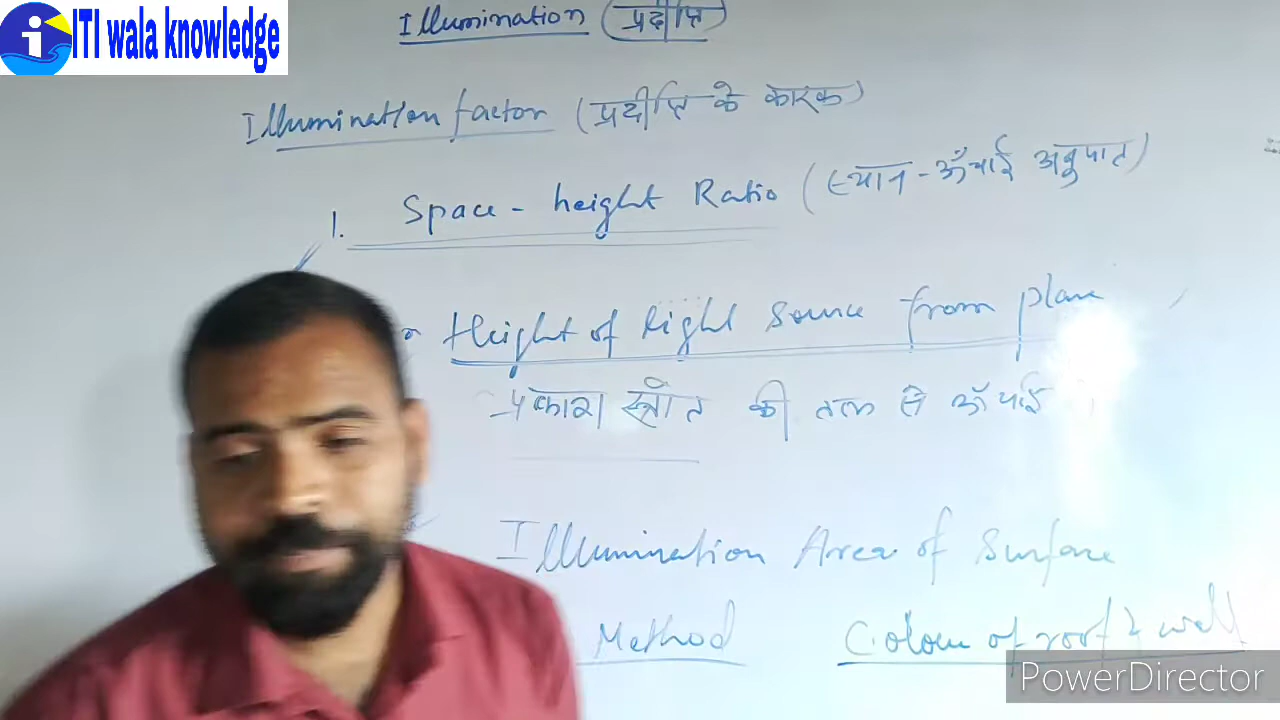 ITI wala knowledge
Illumination (प्रदीप्ति)
Illumination factor (प्रदीप्ति के कारक)
1. Space - height Ratio (स्थान - ऊँचाई अनुपात)
Height of light Source from plane
प्रकाश स्त्रोत की तल से ऊँचाई
Illumination Area of Surface
Method Colour of roof & wall
PowerDirector